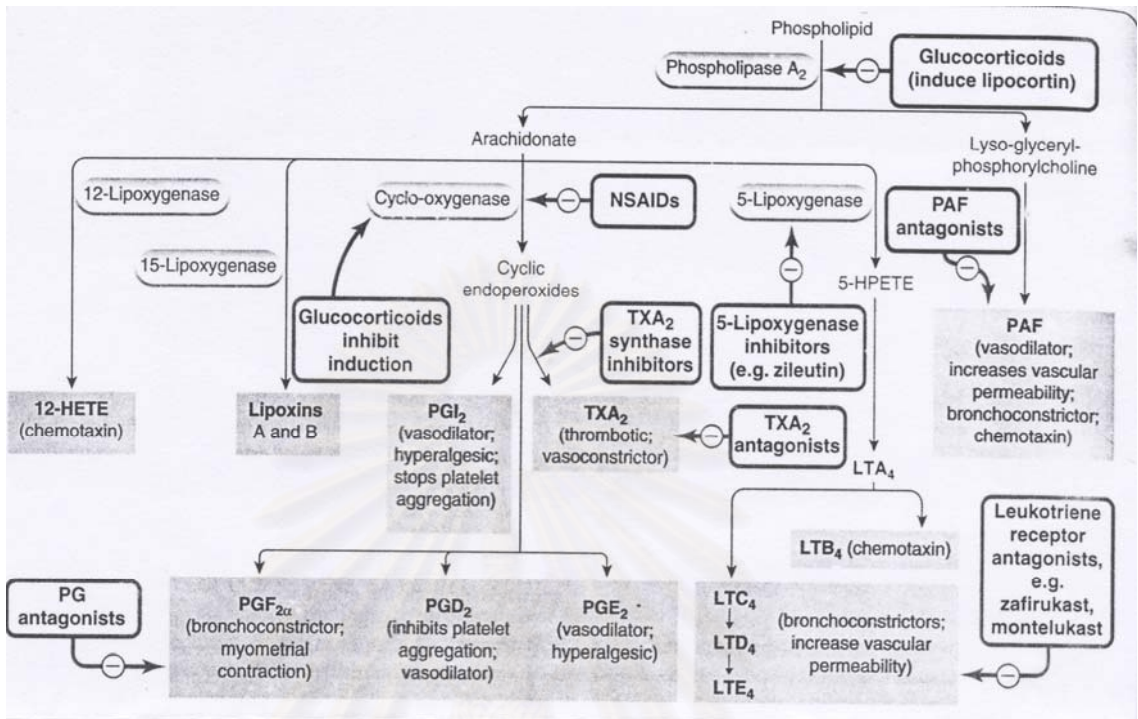 Phospholipid
Phospholipase A₂
Glucocorticoids
(induce lipocortin)
Arachidonate
Lyso-glyceryl-
phosphorylcholine
12-Lipoxygenase
Cyclo-oxygenase
NSAIDs
5-Lipoxygenase
PAF
antagonists
15-Lipoxygenase
Cyclic
endoperoxides
5-HPETE
Glucocorticoids
inhibit
induction
TXA₂
synthase
inhibitors
5-Lipoxygenase
inhibitors
(e.g. zileutin)
PAF
(vasodilator;
increases vascular
permeability;
bronchoconstrictor;
chemotaxin)
12-HETE
(chemotaxin)
Lipoxins
A and B
PGI₂
(vasodilator;
hyperalgesic;
stops platelet
aggregation)
TXA₂
(thrombotic;
vasoconstrictor)
TXA₂
antagonists
LTA₄
LTB₄ (chemotaxin)
Leukotriene
receptor
antagonists,
e.g.
zafirukast,
montelukast
PG
antagonists
PGF₂α
(bronchoconstrictor;
myometrial
contraction)
PGD₂
(inhibits platelet
aggregation;
vasodilator)
PGE₂
(vasodilator;
hyperalgesic)
LTC₄
LTD₄
LTE₄
(bronchoconstrictors;
increase vascular
permeability)